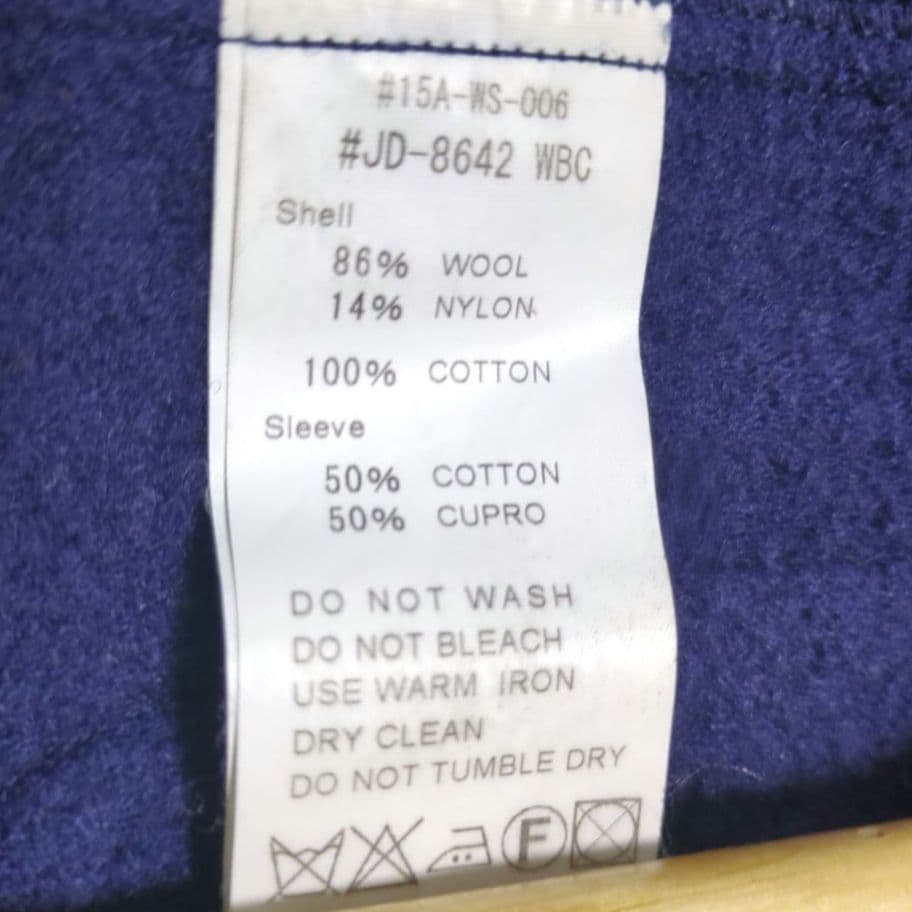 #15A-WS-006
#JD-8642 WBC
Shell
86% WOOL
14% NYLON
100% COTTON
Sleeve
50% COTTON
50% CUPRO
DO NOT WASH
DO NOT BLEACH
USE WARM IRON
DRY CLEAN
DO NOT TUMBLE DRY
F